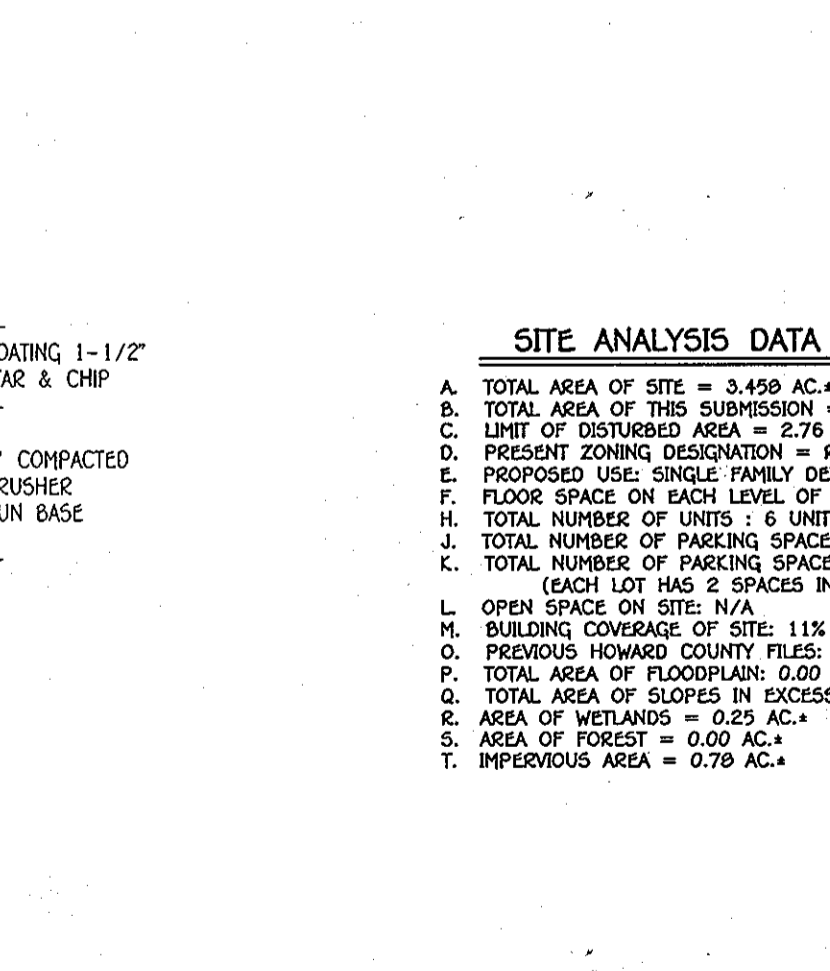 OATING 1-1/2"
TAR & CHIP
COMPACTED
RUSHER
UN BASE
SITE ANALYSIS DATA
A. TOTAL AREA OF SITE = 3.458 AC.±
B. TOTAL AREA OF THIS SUBMISSION =
C. LIMIT OF DISTURBED AREA = 2.76
D. PRESENT ZONING DESIGNATION = R
E. PROPOSED USE: SINGLE FAMILY DE
F. FLOOR SPACE ON EACH LEVEL OF
H. TOTAL NUMBER OF UNITS : 6 UNIT
J. TOTAL NUMBER OF PARKING SPACE
K. TOTAL NUMBER OF PARKING SPACE
(EACH LOT HAS 2 SPACES IN
L. OPEN SPACE ON SITE: N/A
M. BUILDING COVERAGE OF SITE: 11%
O. PREVIOUS HOWARD COUNTY FILES:
P. TOTAL AREA OF FLOODPLAIN: 0.00
Q. TOTAL AREA OF SLOPES IN EXCESS
R. AREA OF WETLANDS = 0.25 AC.±
S. AREA OF FOREST = 0.00 AC.±
T. IMPERVIOUS AREA = 0.78 AC.±